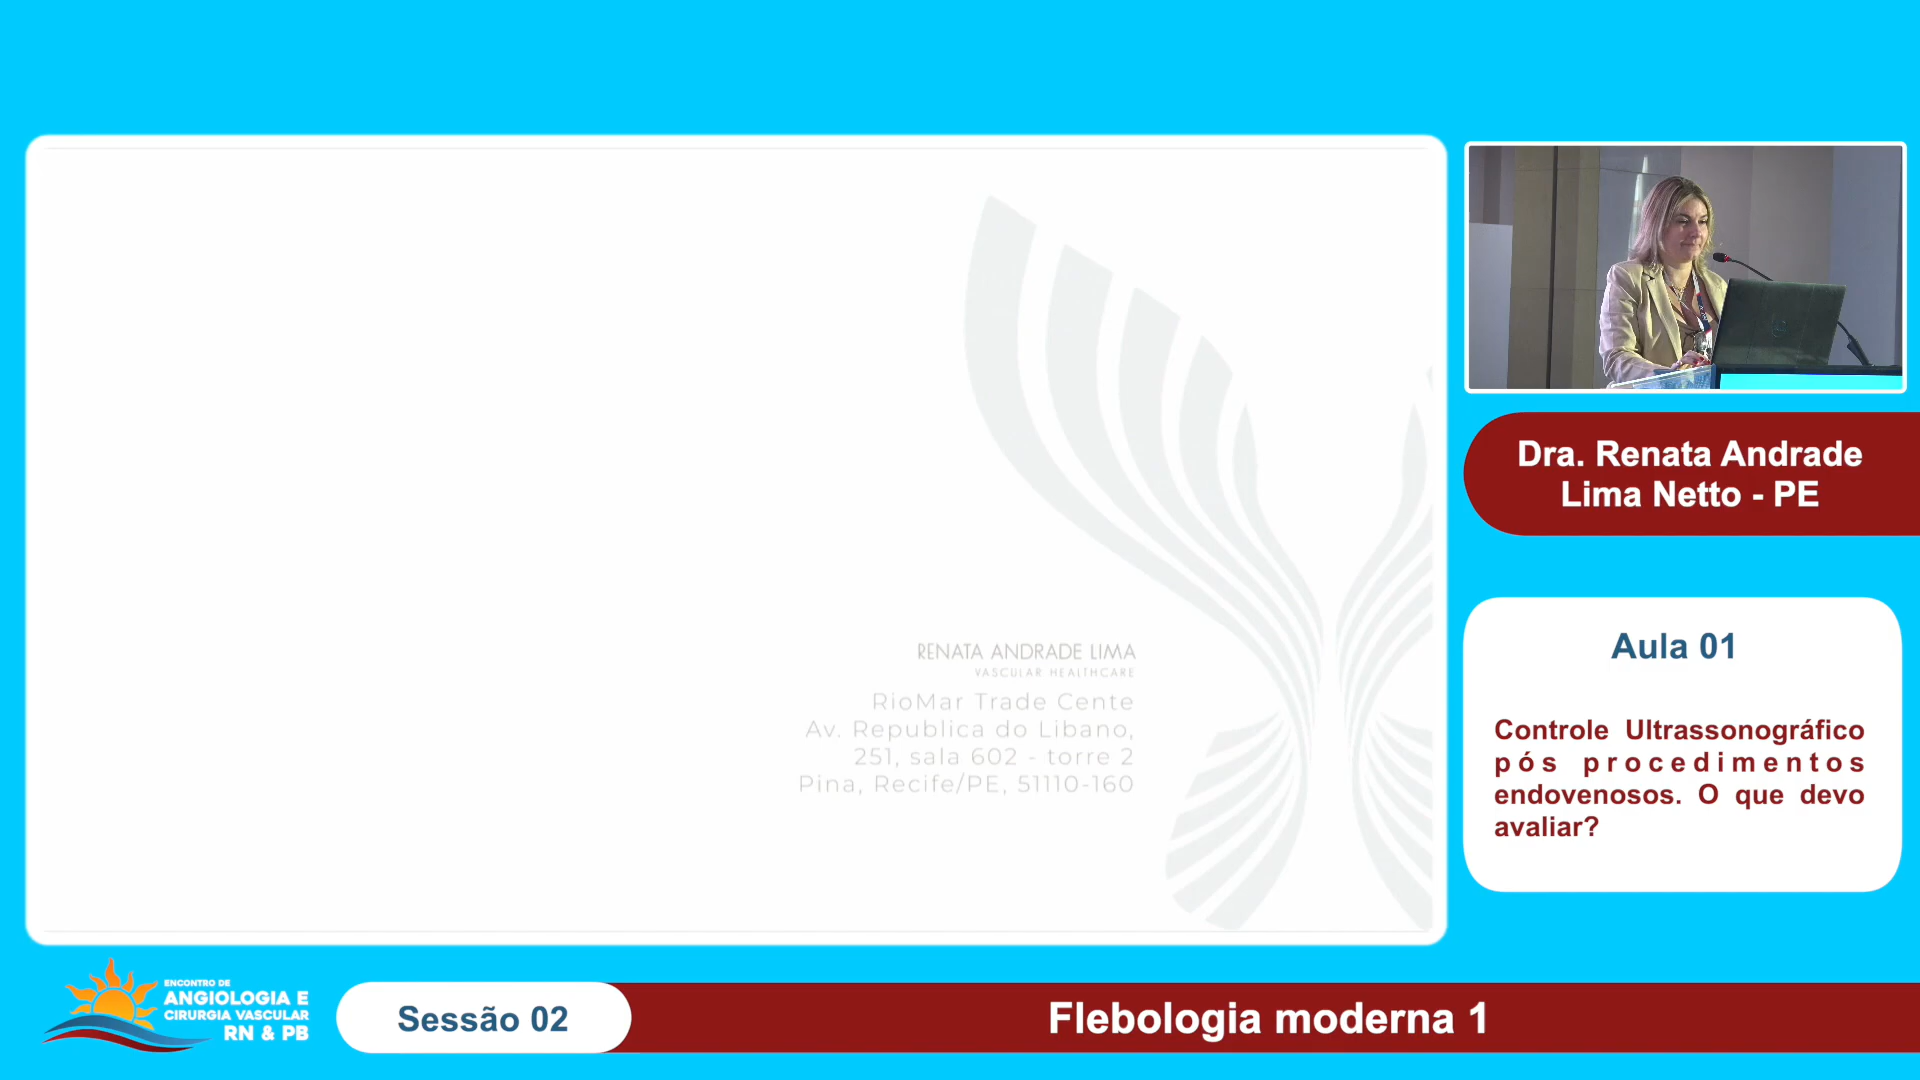 RENATA ANDRADE LIMA
VASCULAR HEALTHCARE
RioMar Trade Cente
Av. Republica do Libano,
251, sala 602 - torre 2
Pina, Recife/PE, 51110-160
Dra. Renata Andrade
Lima Netto - PE
Aula 01
Controle Ultrassonográfico
pós procedimentos
endovenosos. O que devo
avaliar?
ENCONTRO DE
ANGIOLOGIA E
CIRURGIA VASCULAR
RN & PB
Sessão 02
Flebologia moderna 1